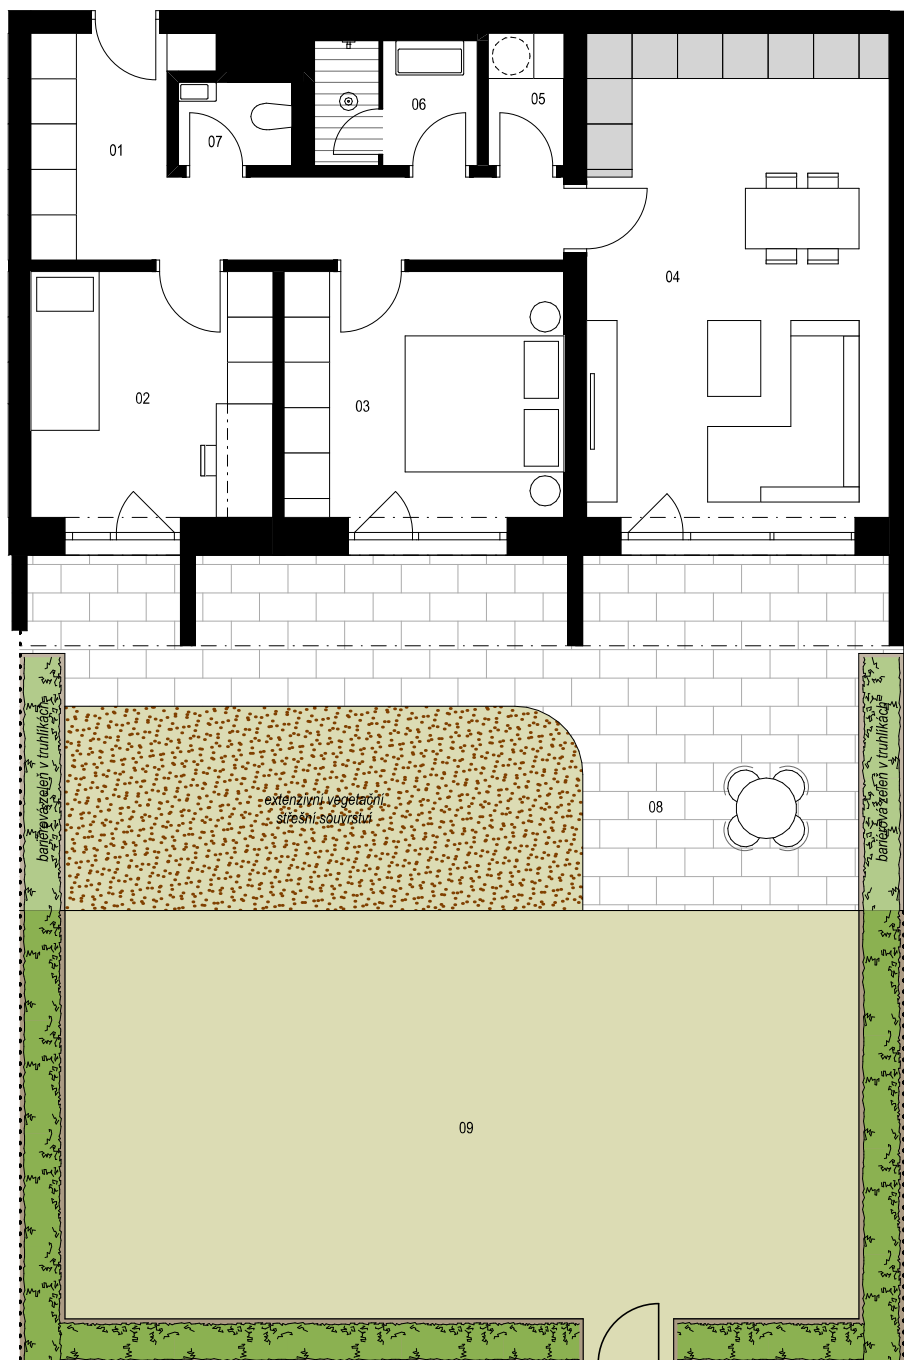 05
06
07
01
04
02
03
bariérová zeleň v truhlíkách
bariérová zeleň v truhlíkách
extenzivní vegetační
střešní souvrství
08
09